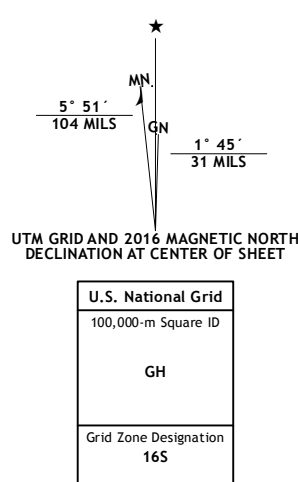 ★
MN
5° 51´
104 MILS
GN
1° 45´
31 MILS
UTM GRID AND 2016 MAGNETIC NORTH
DECLINATION AT CENTER OF SHEET
U.S. National Grid
100,000-m Square ID
GH
Grid Zone Designation
16S